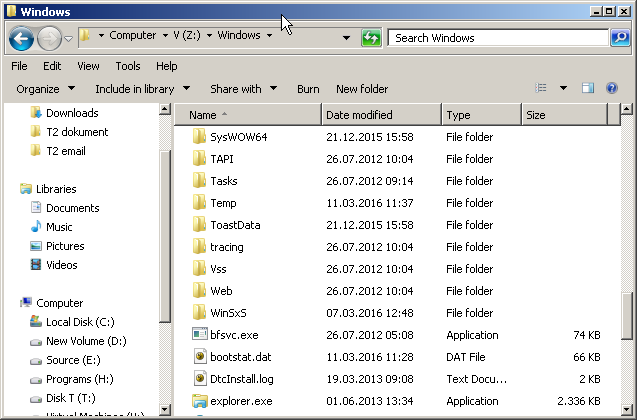 Windows
Computer V (Z:) Windows Search Windows
File Edit View Tools Help
Organize Include in library Share with Burn New folder
Downloads
T2 dokument
T2 email
Libraries
Documents
Music
Pictures
Videos
Computer
Local Disk (C:)
New Volume (D:)
Source (E:)
Programs (H:)
Disk T (T:)
Name Date modified Type Size
SysWOW64 21.12.2015 15:58 File folder
TAPI 26.07.2012 10:04 File folder
Tasks 26.07.2012 09:14 File folder
Temp 11.03.2016 11:37 File folder
ToastData 21.12.2015 15:58 File folder
tracing 26.07.2012 10:04 File folder
Vss 26.07.2012 10:04 File folder
Web 26.07.2012 10:04 File folder
WinSxS 07.03.2016 12:48 File folder
bfsvc.exe 26.07.2012 05:08 Application 74 KB
bootstat.dat 11.03.2016 11:28 DAT File 66 KB
DtcInstall.log 19.03.2013 09:08 Text Docu... 2 KB
explorer.exe 01.06.2013 13:34 Application 2.336 KB